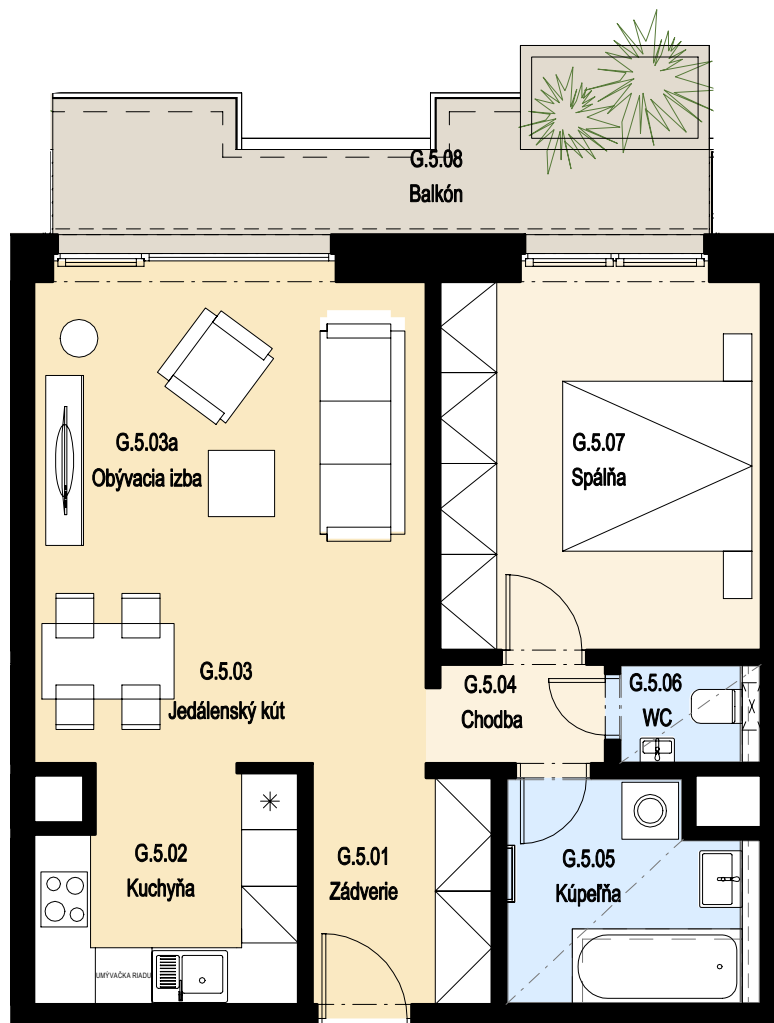 G.5.08
Balkón
G.5.03a
Obývacia izba
G.5.07
Spálňa
G.5.03
Jedálenský kút
G.5.04
Chodba
G.5.06
WC
G.5.02
Kuchyňa
G.5.01
Zádverie
G.5.05
Kúpeľňa
UMÝVAČKA RIADU